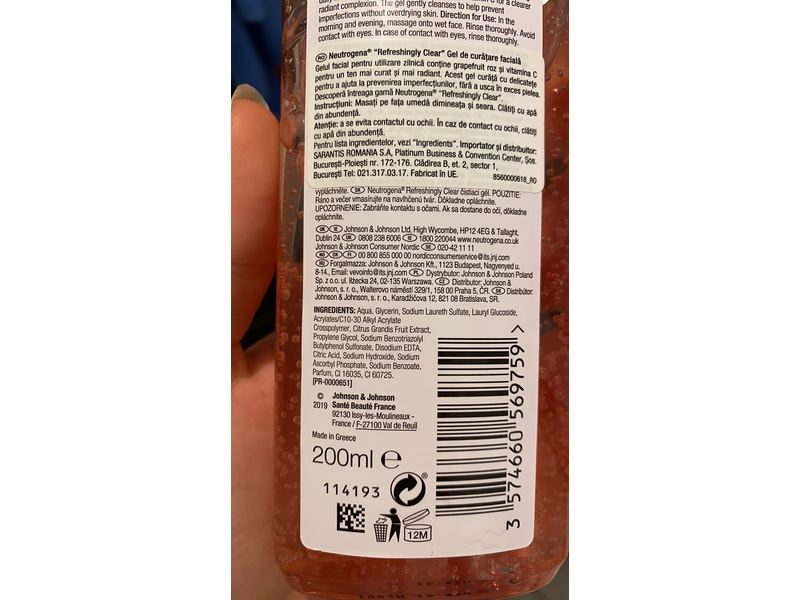 radiant complexion. The gel gently cleanses to help prevent
imperfections without overdrying skin. Direction for Use: In the
morning and evening, massage onto wet face. Rinse thoroughly. Avoid
contact with eyes. In case of contact with eyes, rinse thoroughly.
RO Neutrogena® "Refreshingly Clear" Gel de curățare facială
Gelul facial pentru utilizare zilnică conține grapefruit roz și vitamina C
pentru un ten mai curat și mai radiant. Acest gel curăță cu delicatețe
pentru a ajuta la prevenirea imperfecțiunilor, fără a usca în exces pielea.
Descoperă întreaga gamă Neutrogena® "Refreshingly Clear".
Instrucțiuni: Masați pe fața umedă dimineața și seara. Clătiți cu apă
din abundență.
Atenție: a se evita contactul cu ochii. În caz de contact cu ochii, clătiți
cu apă din abundență.
Pentru lista ingredientelor, vezi "Ingredients". Importator și distribuitor:
SARANTIS ROMANIA S.A, Platinum Business & Convention Center, Șos.
București-Ploiești nr. 172-176. Clădirea B, et. 2, sector 1,
București Tel: 021.317.03.17. Fabricat în UE.
8560000618_RO
vypláchněte. SK Neutrogena® Refreshingly Clear čistiaci gél. POUŽITIE:
Ráno a večer vmasírujte na navlhčenú tvár. Dôkladne opláchnite.
UPOZORNENIE: Zabráňte kontaktu s očami. Ak sa dostane do očí, dôkladne
opláchnite.
UK IE Johnson & Johnson Ltd, High Wycombe, HP12 4EG & Tallaght,
Dublin 24 UK 0808 238 6006 IE 1800 220044 www.neutrogena.co.uk
Johnson & Johnson Consumer Nordic SE 020-42 11 11
NO DK FI 00 800 855 000 00 nordicconsumerservice@its.jnj.com
HU Forgalmazza: Johnson & Johnson Kft., 1123 Budapest, Nagyenyed u.
8-14., Email: vevoinfo@its.jnj.com PL Dystrybutor: Johnson & Johnson Poland
Sp. z o.o. ul. Iłżecka 24, 02-135 Warszawa. CZ Distributor: Johnson &
Johnson, s. r. o., Walterovo náměstí 329/1, 158 00 Praha 5, ČR. SK Distribútor:
Johnson & Johnson, s. r. o., Karadžičova 12, 821 08 Bratislava, SR.
INGREDIENTS: Aqua, Glycerin, Sodium Laureth Sulfate, Lauryl Glucoside,
Acrylates/C10-30 Alkyl Acrylate
Crosspolymer, Citrus Grandis Fruit Extract,
Propylene Glycol, Sodium Benzotriazolyl
Butylphenol Sulfonate, Disodium EDTA,
Citric Acid, Sodium Hydroxide, Sodium
Ascorbyl Phosphate, Sodium Benzoate,
Parfum, CI 16035, CI 60725.
[PR-0000651]
© Johnson & Johnson
2019 Santé Beauté France
92130 Issy-les-Moulineaux -
France / F-27100 Val de Reuil
Made in Greece
200ml ℮
114193
®
12M
3 574660 569759 >